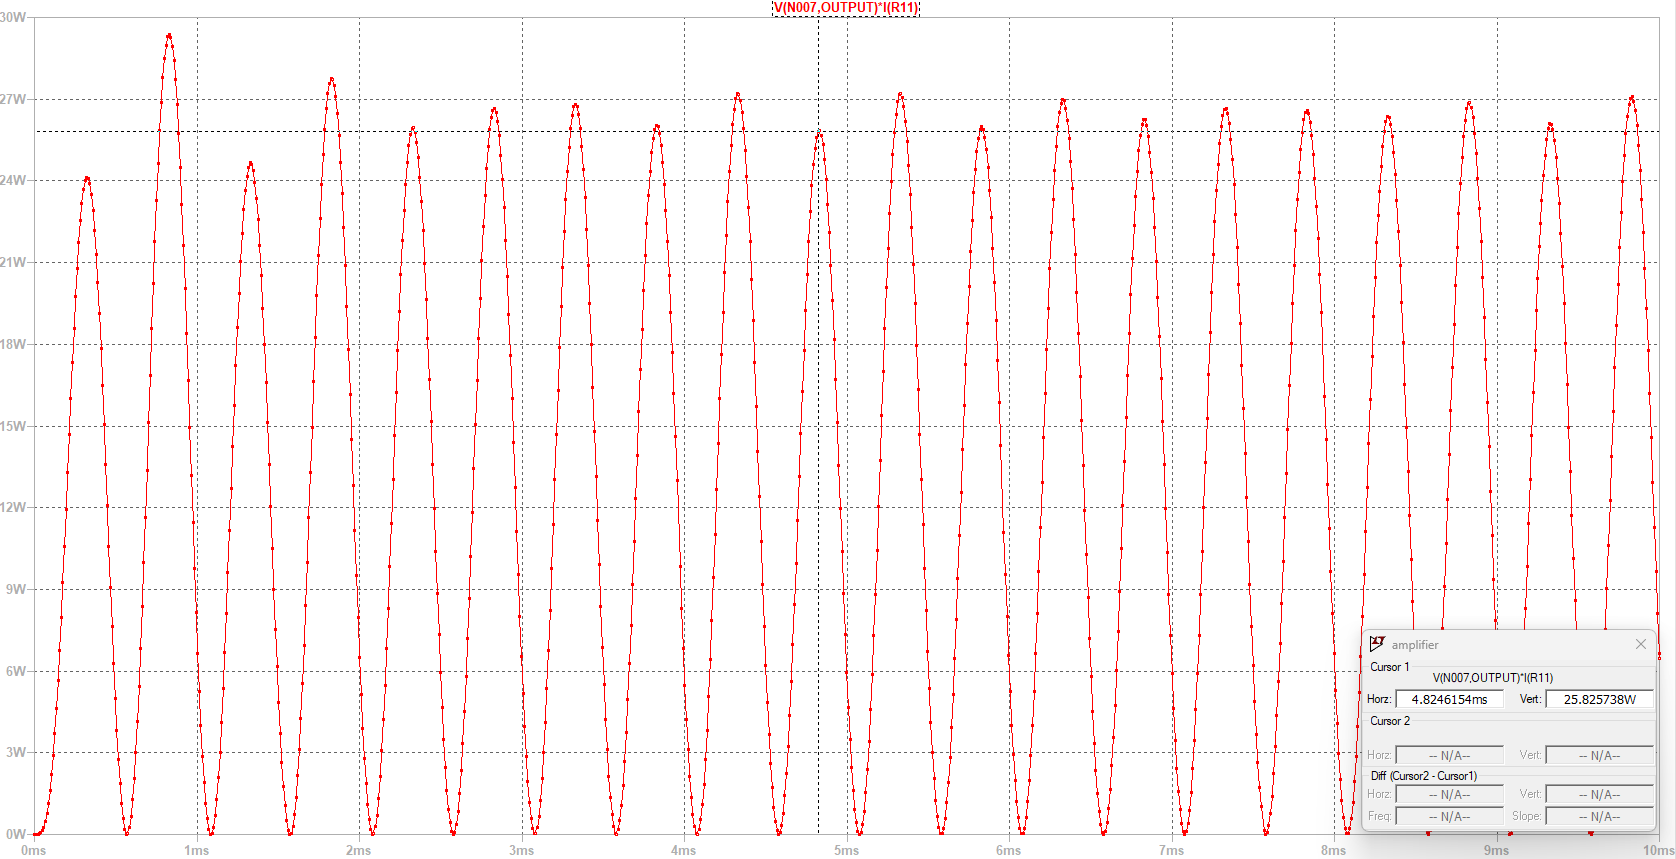 V(N007,OUTPUT)*I(R11)
30W
27W
24W
21W
18W
15W
12W
9W
6W
3W
0W
0ms 1ms 2ms 3ms 4ms 5ms 6ms 7ms 8ms 9ms 10ms
amplifier
Cursor 1
V(N007,OUTPUT)*I(R11)
Horz: 4.8246154ms Vert: 25.825738W
Cursor 2
Horz: -- N/A-- Vert: -- N/A--
Diff (Cursor2 - Cursor1)
Horz: -- N/A-- Vert: -- N/A--
Freq: -- N/A-- Slope: -- N/A--